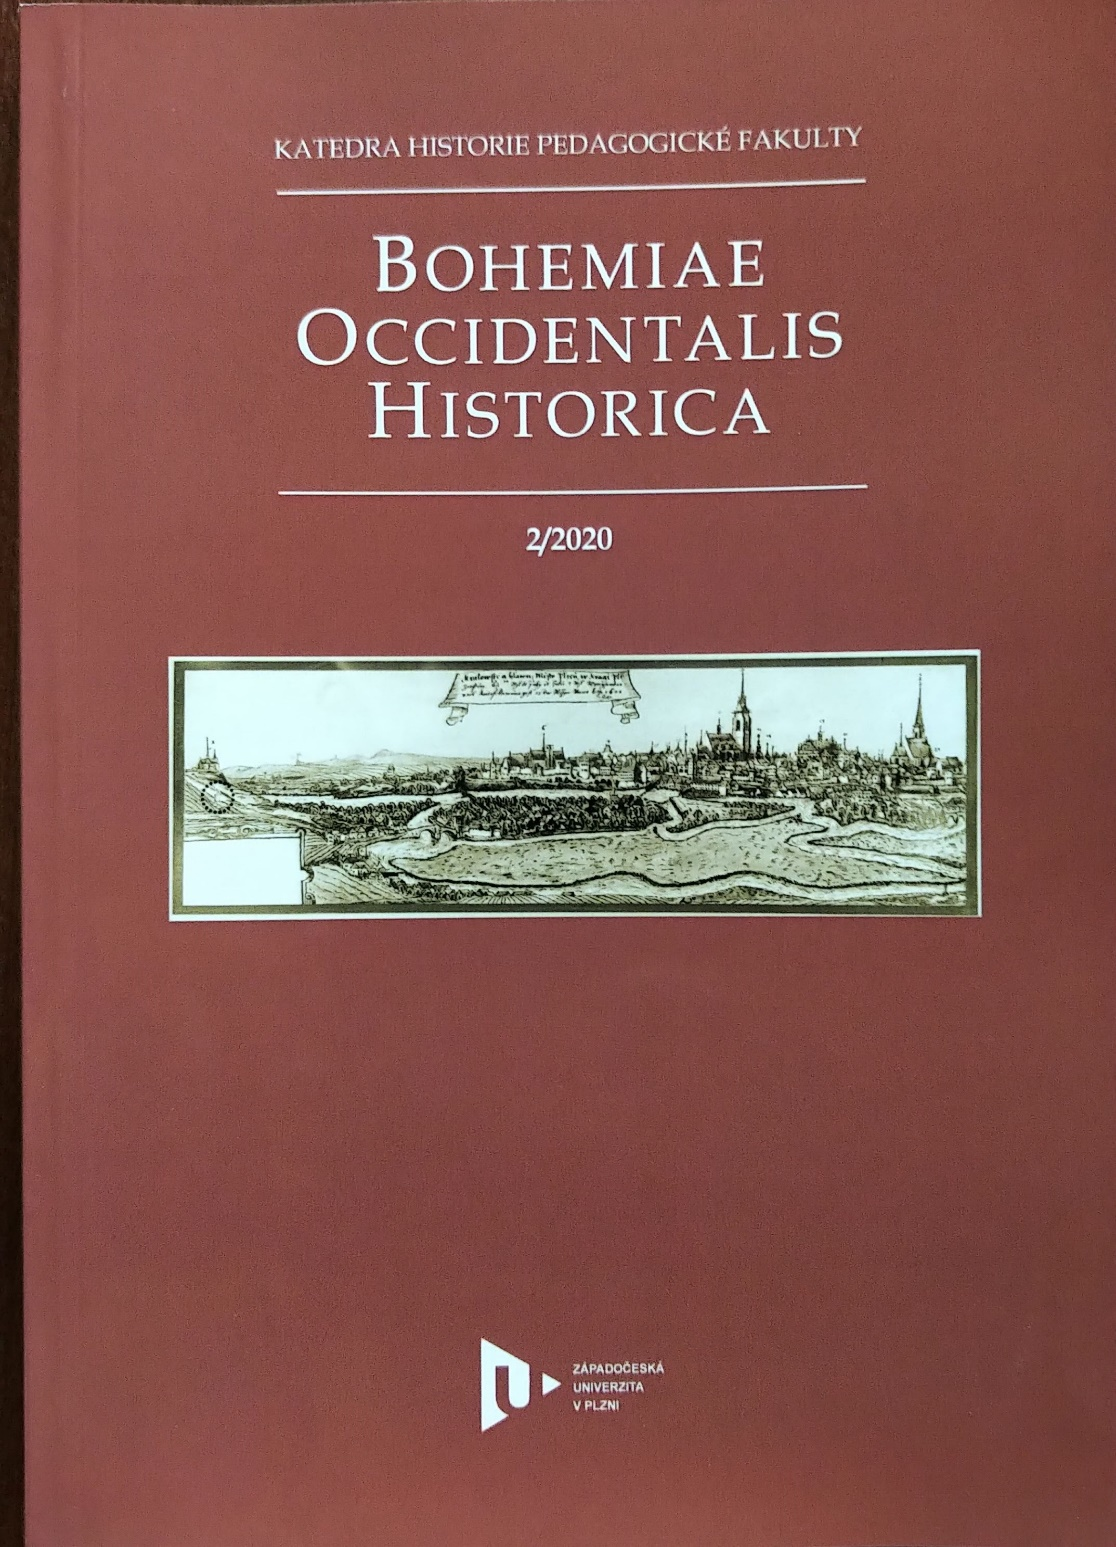 KATEDRA HISTORIE PEDAGOGICKÉ FAKULTY
BOHEMIAE
OCCIDENTALIS
HISTORICA
2/2020
ZÁPADOČESKÁ
UNIVERZITA
V PLZNI